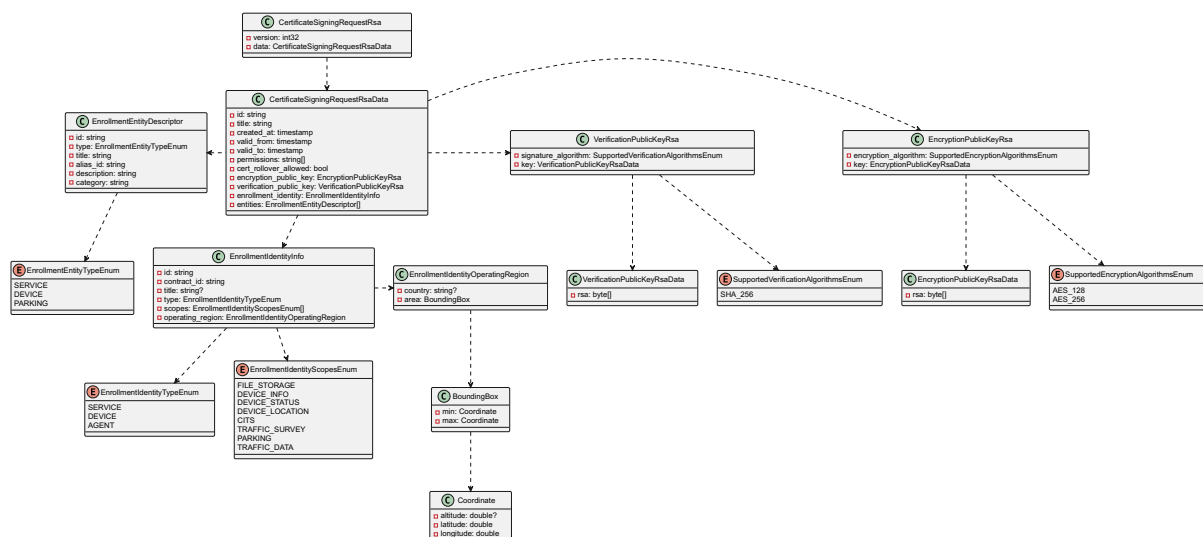 C CertificateSigningRequestRsa
version: int32
data: CertificateSigningRequestRsaData
C CertificateSigningRequestRsaData
id: string
title: string
created_at: timestamp
valid_from: timestamp
valid_to: timestamp
permissions: string[]
cert_rollover_allowed: bool
encryption_public_key: EncryptionPublicKeyRsa
verification_public_key: VerificationPublicKeyRsa
enrollment_identity: EnrollmentIdentityInfo
entities: EnrollmentEntityDescriptor[]
C EnrollmentEntityDescriptor
id: string
type: EnrollmentEntityTypeEnum
title: string
alias_id: string
description: string
category: string
C VerificationPublicKeyRsa
signature_algorithm: SupportedVerificationAlgorithmsEnum
key: VerificationPublicKeyRsaData
C EncryptionPublicKeyRsa
encryption_algorithm: SupportedEncryptionAlgorithmsEnum
key: EncryptionPublicKeyRsaData
E EnrollmentEntityTypeEnum
SERVICE
DEVICE
PARKING
C EnrollmentIdentityInfo
id: string
contract_id: string
title: string?
type: EnrollmentIdentityTypeEnum
scopes: EnrollmentIdentityScopesEnum[]
operating_region: EnrollmentIdentityOperatingRegion
C EnrollmentIdentityOperatingRegion
country: string?
area: BoundingBox
C VerificationPublicKeyRsaData
rsa: byte[]
E SupportedVerificationAlgorithmsEnum
SHA_256
C EncryptionPublicKeyRsaData
rsa: byte[]
E SupportedEncryptionAlgorithmsEnum
AES_128
AES_256
E EnrollmentIdentityTypeEnum
SERVICE
DEVICE
AGENT
E EnrollmentIdentityScopesEnum
FILE_STORAGE
DEVICE_INFO
DEVICE_STATUS
DEVICE_LOCATION
CITS
TRAFFIC_SURVEY
PARKING
TRAFFIC_DATA
C BoundingBox
min: Coordinate
max: Coordinate
C Coordinate
altitude: double?
latitude: double
longitude: double